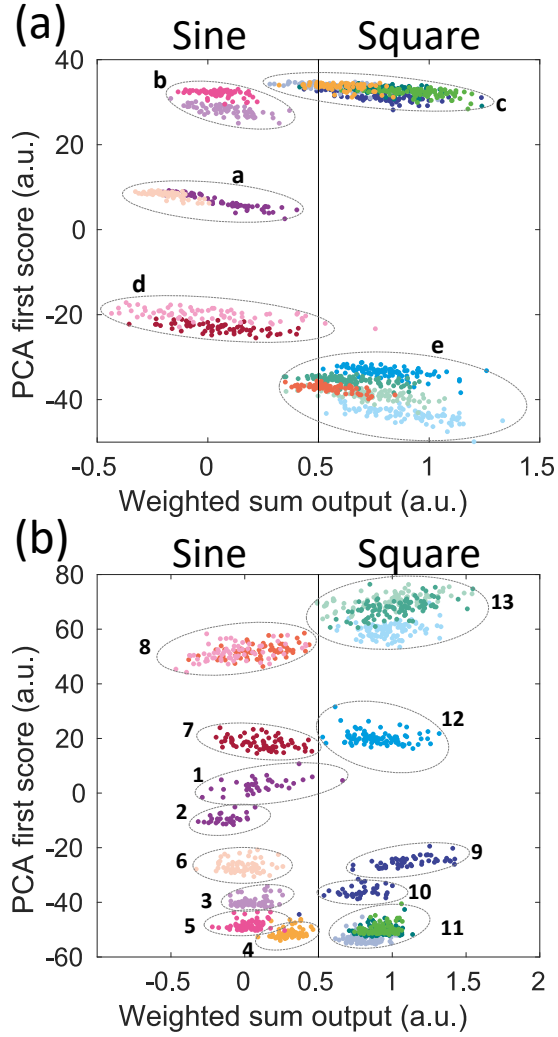 (a)
Sine Square
PCA first score (a.u.)
40
20
0
-20
-40
b
c
a
d
e
-0.5 0 0.5 1 1.5
Weighted sum output (a.u.)
(b)
Sine Square
PCA first score (a.u.)
80
60
40
20
0
-20
-40
-60
13
8
7
12
1
2
6
9
3
10
5
4
11
-1 -0.5 0 0.5 1 1.5 2
Weighted sum output (a.u.)